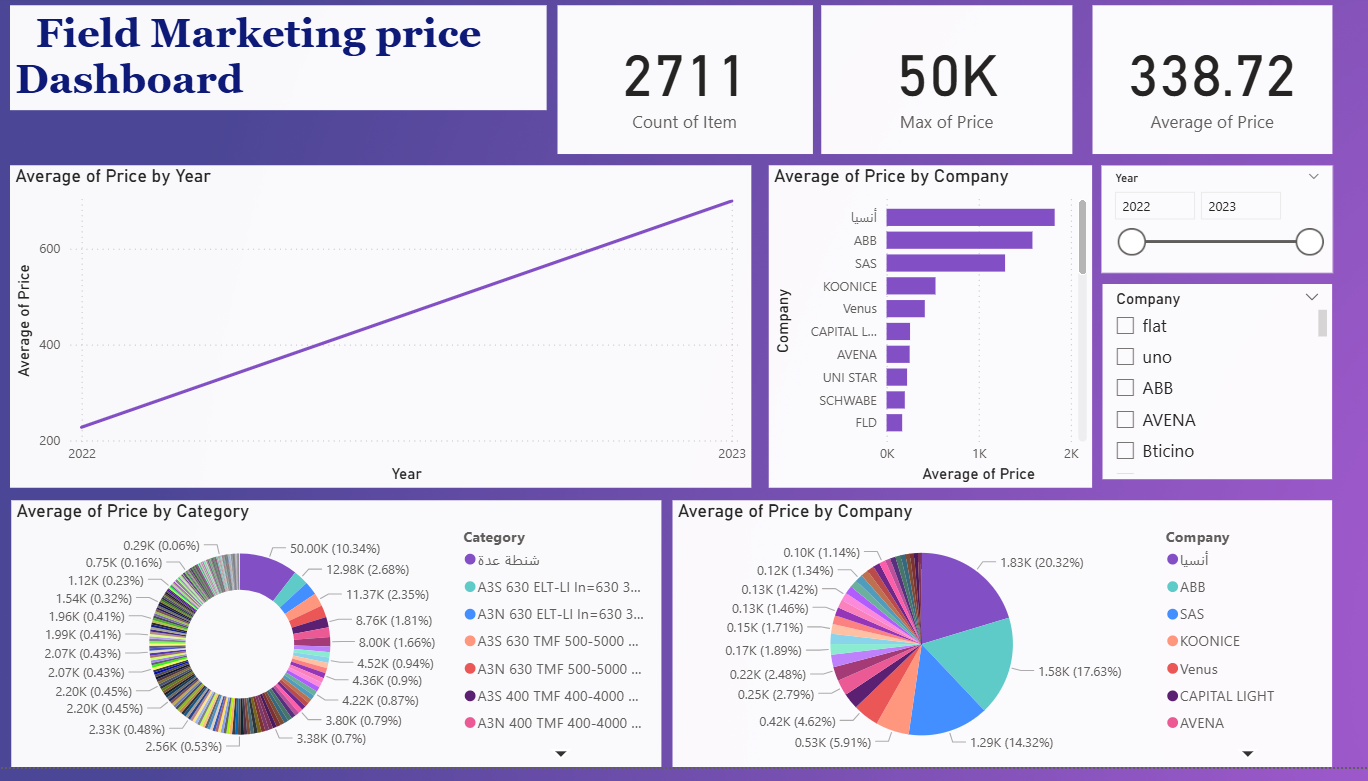 Field Marketing price
Dashboard
2711
Count of Item
50K
Max of Price
338.72
Average of Price
Average of Price by Year
Average of Price
600
400
200
2022
2023
Year
Average of Price by Company
Company
أنسيا
ABB
SAS
KOONICE
Venus
CAPITAL L...
AVENA
UNI STAR
SCHWABE
FLD
0K
1K
2K
Average of Price
Year
2022
2023
Company
flat
uno
ABB
AVENA
Bticino
Average of Price by Category
0.29K (0.06%)
0.75K (0.16%)
1.12K (0.23%)
1.54K (0.32%)
1.96K (0.41%)
1.99K (0.41%)
2.07K (0.43%)
2.07K (0.43%)
2.20K (0.45%)
2.20K (0.45%)
2.33K (0.48%)
2.56K (0.53%)
50.00K (10.34%)
12.98K (2.68%)
11.37K (2.35%)
8.76K (1.81%)
8.00K (1.66%)
4.52K (0.94%)
4.36K (0.9%)
4.22K (0.87%)
3.80K (0.79%)
3.38K (0.7%)
Category
شنطة عدة
A3S 630 ELT-LI In=630 3...
A3N 630 ELT-LI In=630 3...
A3S 630 TMF 500-5000 ...
A3N 630 TMF 500-5000 ...
A3S 400 TMF 400-4000 ...
A3N 400 TMF 400-4000 ...
Average of Price by Company
0.10K (1.14%)
0.12K (1.34%)
0.13K (1.42%)
0.13K (1.46%)
0.15K (1.71%)
0.17K (1.89%)
0.22K (2.48%)
0.25K (2.79%)
0.42K (4.62%)
0.53K (5.91%)
1.83K (20.32%)
1.58K (17.63%)
1.29K (14.32%)
Company
أنسيا
ABB
SAS
KOONICE
Venus
CAPITAL LIGHT
AVENA